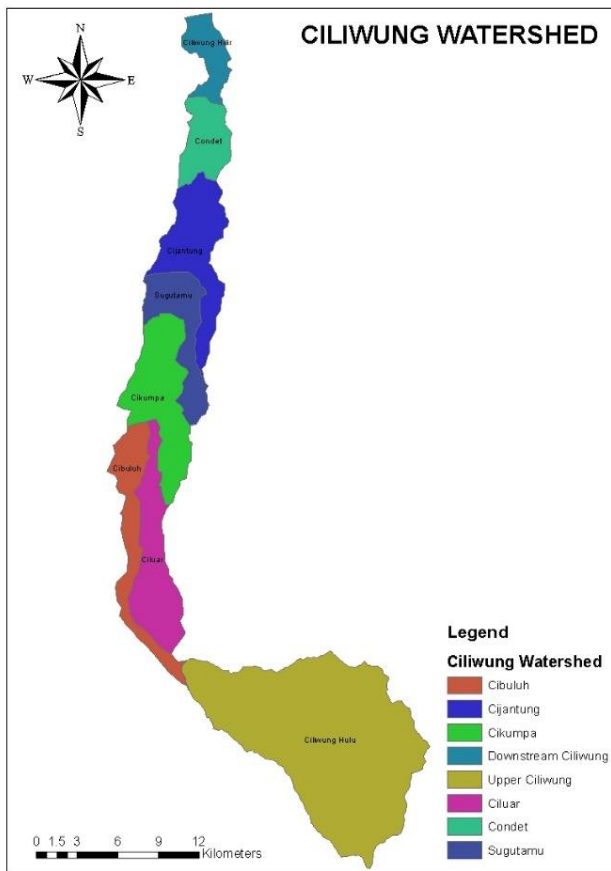 CILIWUNG WATERSHED
N
W E
S
Ciliwung Hilir
Condet
Cijantung
Sugutamu
Cikumpa
Cibuluh
Ciluar
Ciliwung Hulu
Legend
Ciliwung Watershed
Cibuluh
Cijantung
Cikumpa
Downstream Ciliwung
Upper Ciliwung
Ciluar
Condet
Sugutamu
0 1.5 3 6 9 12
Kilometers